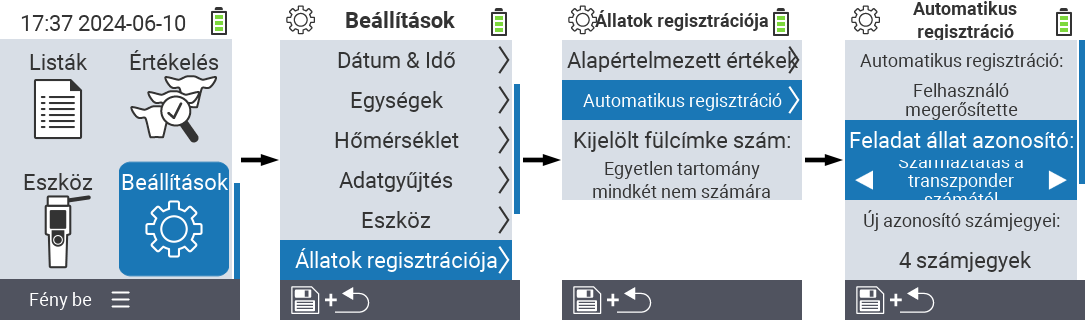 17:37 2024-06-10
Listák
Értékelés
Eszköz
Beállítások
Fény be
Beállítások
Dátum & Idő
Egységek
Hőmérséklet
Adatgyűjtés
Eszköz
Állatok regisztrációja
+
Állatok regisztrációja
Alapértelmezett értékek
Automatikus regisztráció
Kijelölt fülcímke szám:
Egyetlen tartomány
mindkét nem számára
+
Automatikus
regisztráció
Automatikus regisztráció:
Felhasználó
megerősítette
Feladat állat azonosító:
Származtatás a
transzponder
számától
Új azonosító számjegyei:
4 számjegyek
+